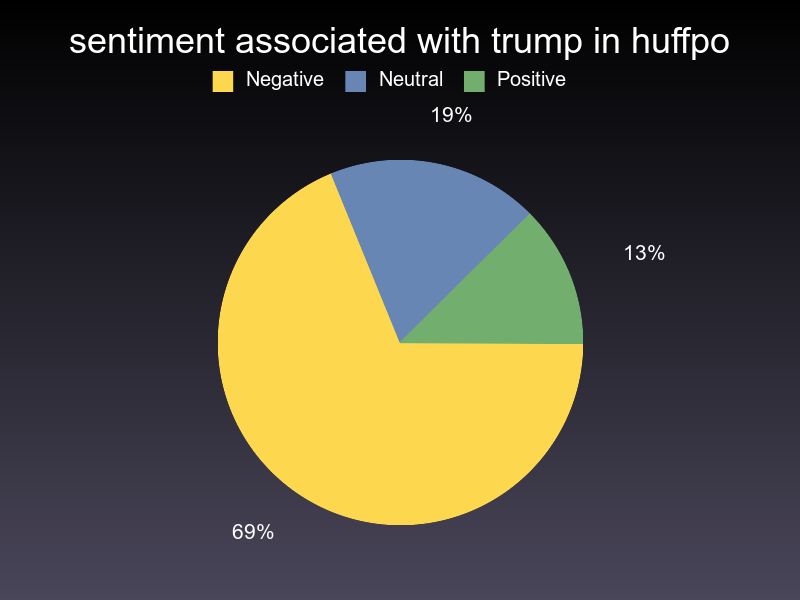 sentiment associated with trump in huffpo
Negative Neutral Positive
19%
13%
69%